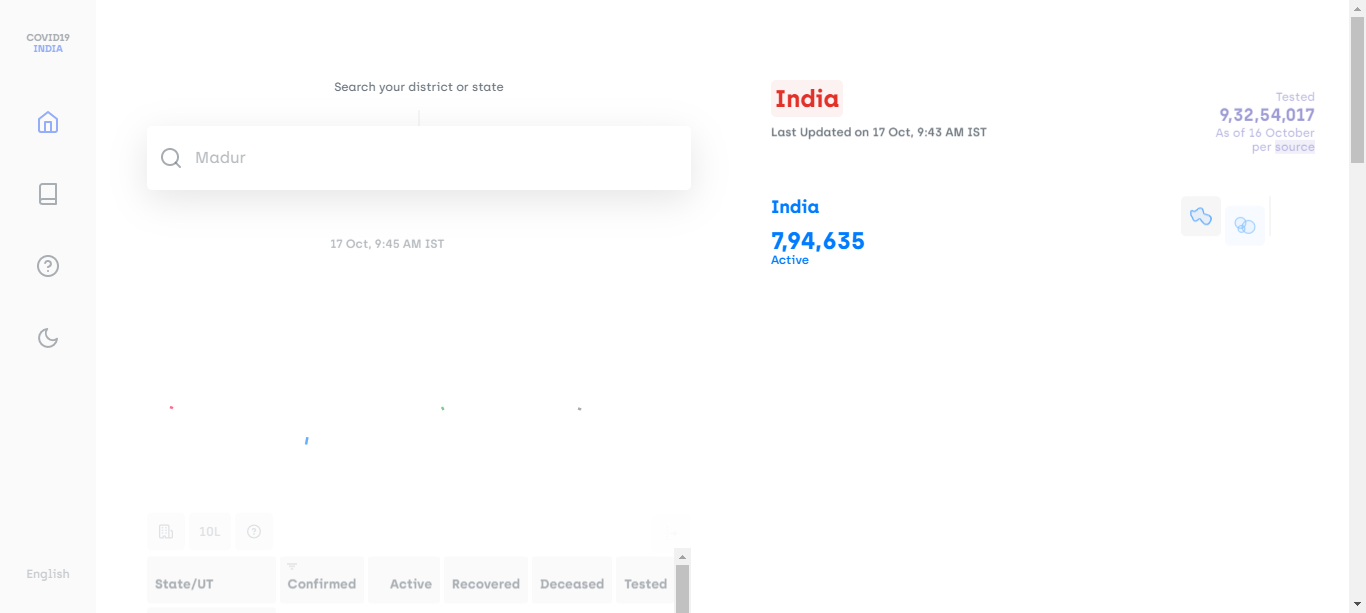 COVID19
INDIA
English
Search your district or state
Madur
17 Oct, 9:45 AM IST
10L
State/UT
Confirmed
Active
Recovered
Deceased
Tested
India
Last Updated on 17 Oct, 9:43 AM IST
Tested
9,32,54,017
As of 16 October
per source
India
7,94,635
Active